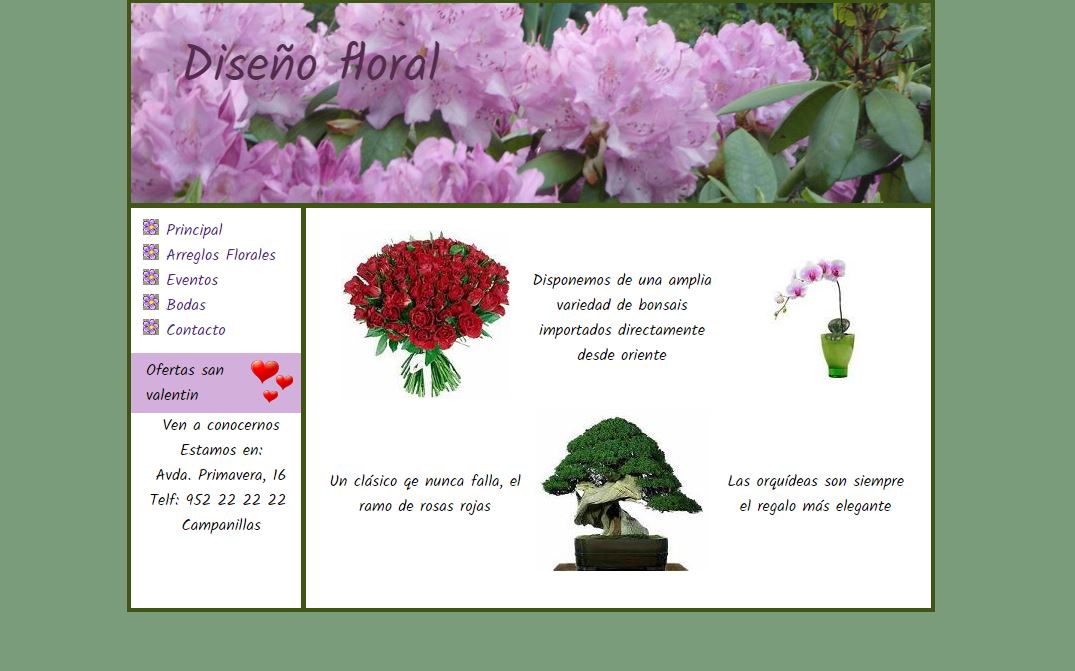 Diseño floral
Principal
Arreglos Florales
Eventos
Bodas
Contacto
Ofertas san
valentin
Ven a conocernos
Estamos en:
Avda. Primavera, 16
Telf: 952 22 22 22
Campanillas
Disponemos de una amplia
variedad de bonsais
importados directamente
desde oriente
Un clásico qe nunca falla, el
ramo de rosas rojas
Las orquídeas son siempre
el regalo más elegante